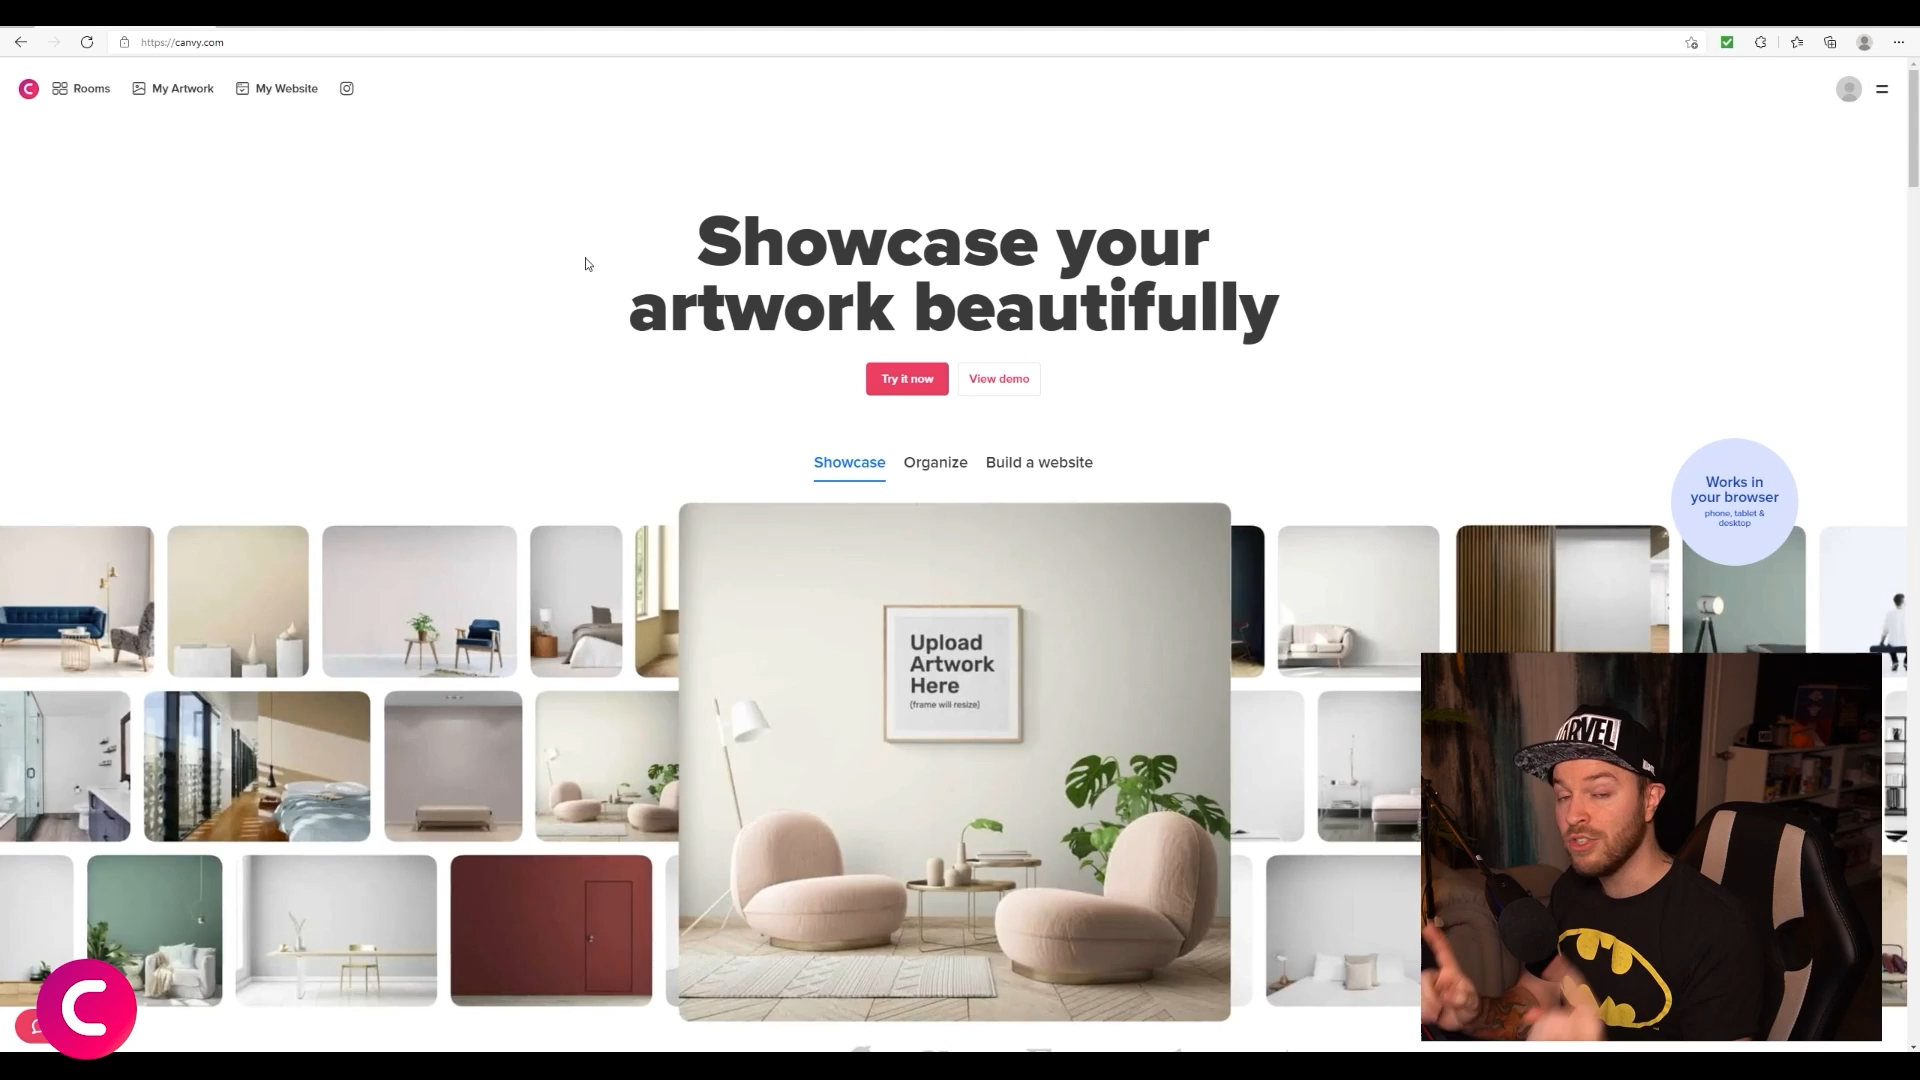 https://canvy.com
C
Rooms
My Artwork
My Website
Showcase your
artwork beautifully
Try it now
View demo
Showcase
Organize
Build a website
Works in
your browser
phone, tablet &
desktop
Upload
Artwork
Here
(frame will resize)
MARVEL
C